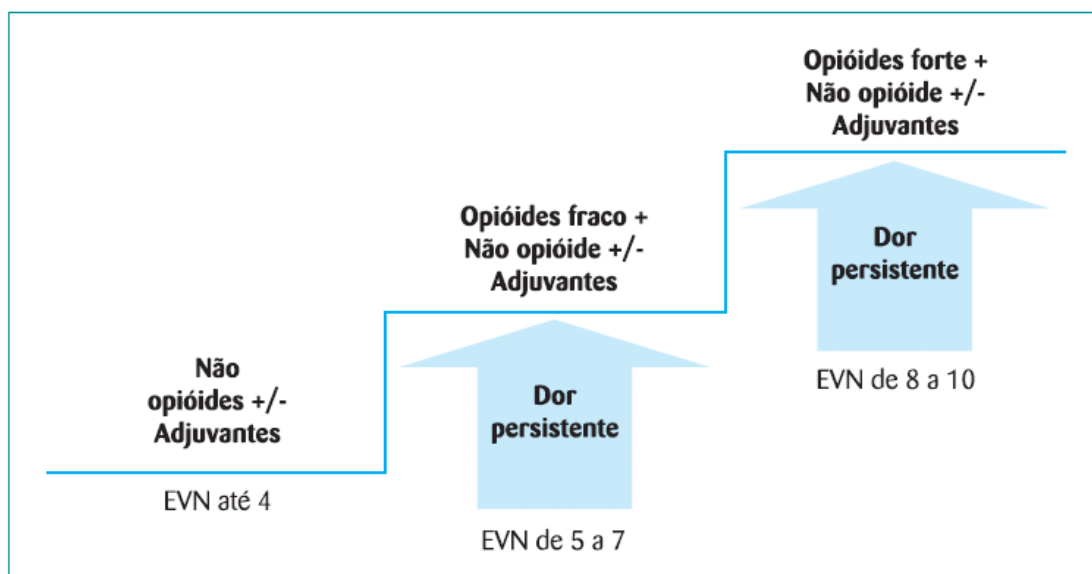 Não
opióides +/-
Adjuvantes
EVN até 4
Opióides fraco +
Não opióide +/-
Adjuvantes
Dor
persistente
EVN de 5 a 7
Opióides forte +
Não opióide +/-
Adjuvantes
Dor
persistente
EVN de 8 a 10